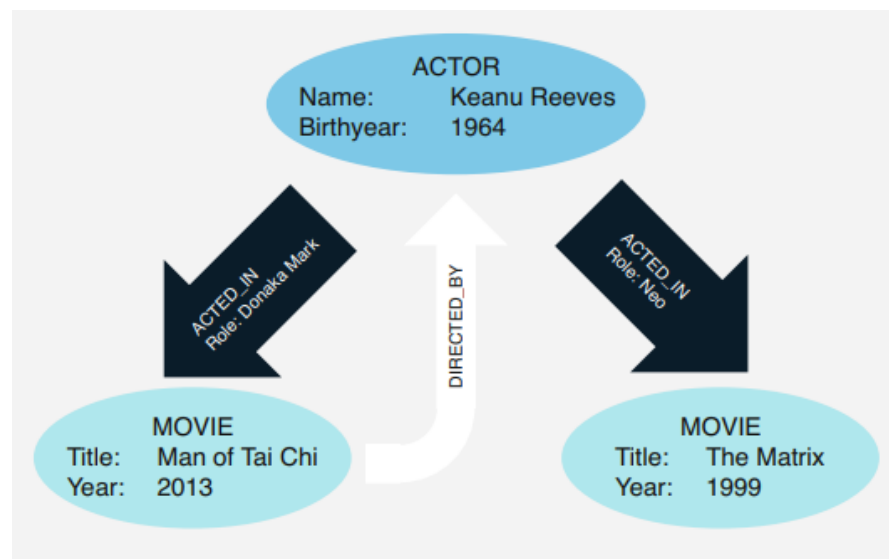 ACTOR
Name: Keanu Reeves
Birthyear: 1964
ACTED_IN
Role: Donaka Mark
DIRECTED_BY
ACTED_IN
Role: Neo
MOVIE
Title: Man of Tai Chi
Year: 2013
MOVIE
Title: The Matrix
Year: 1999